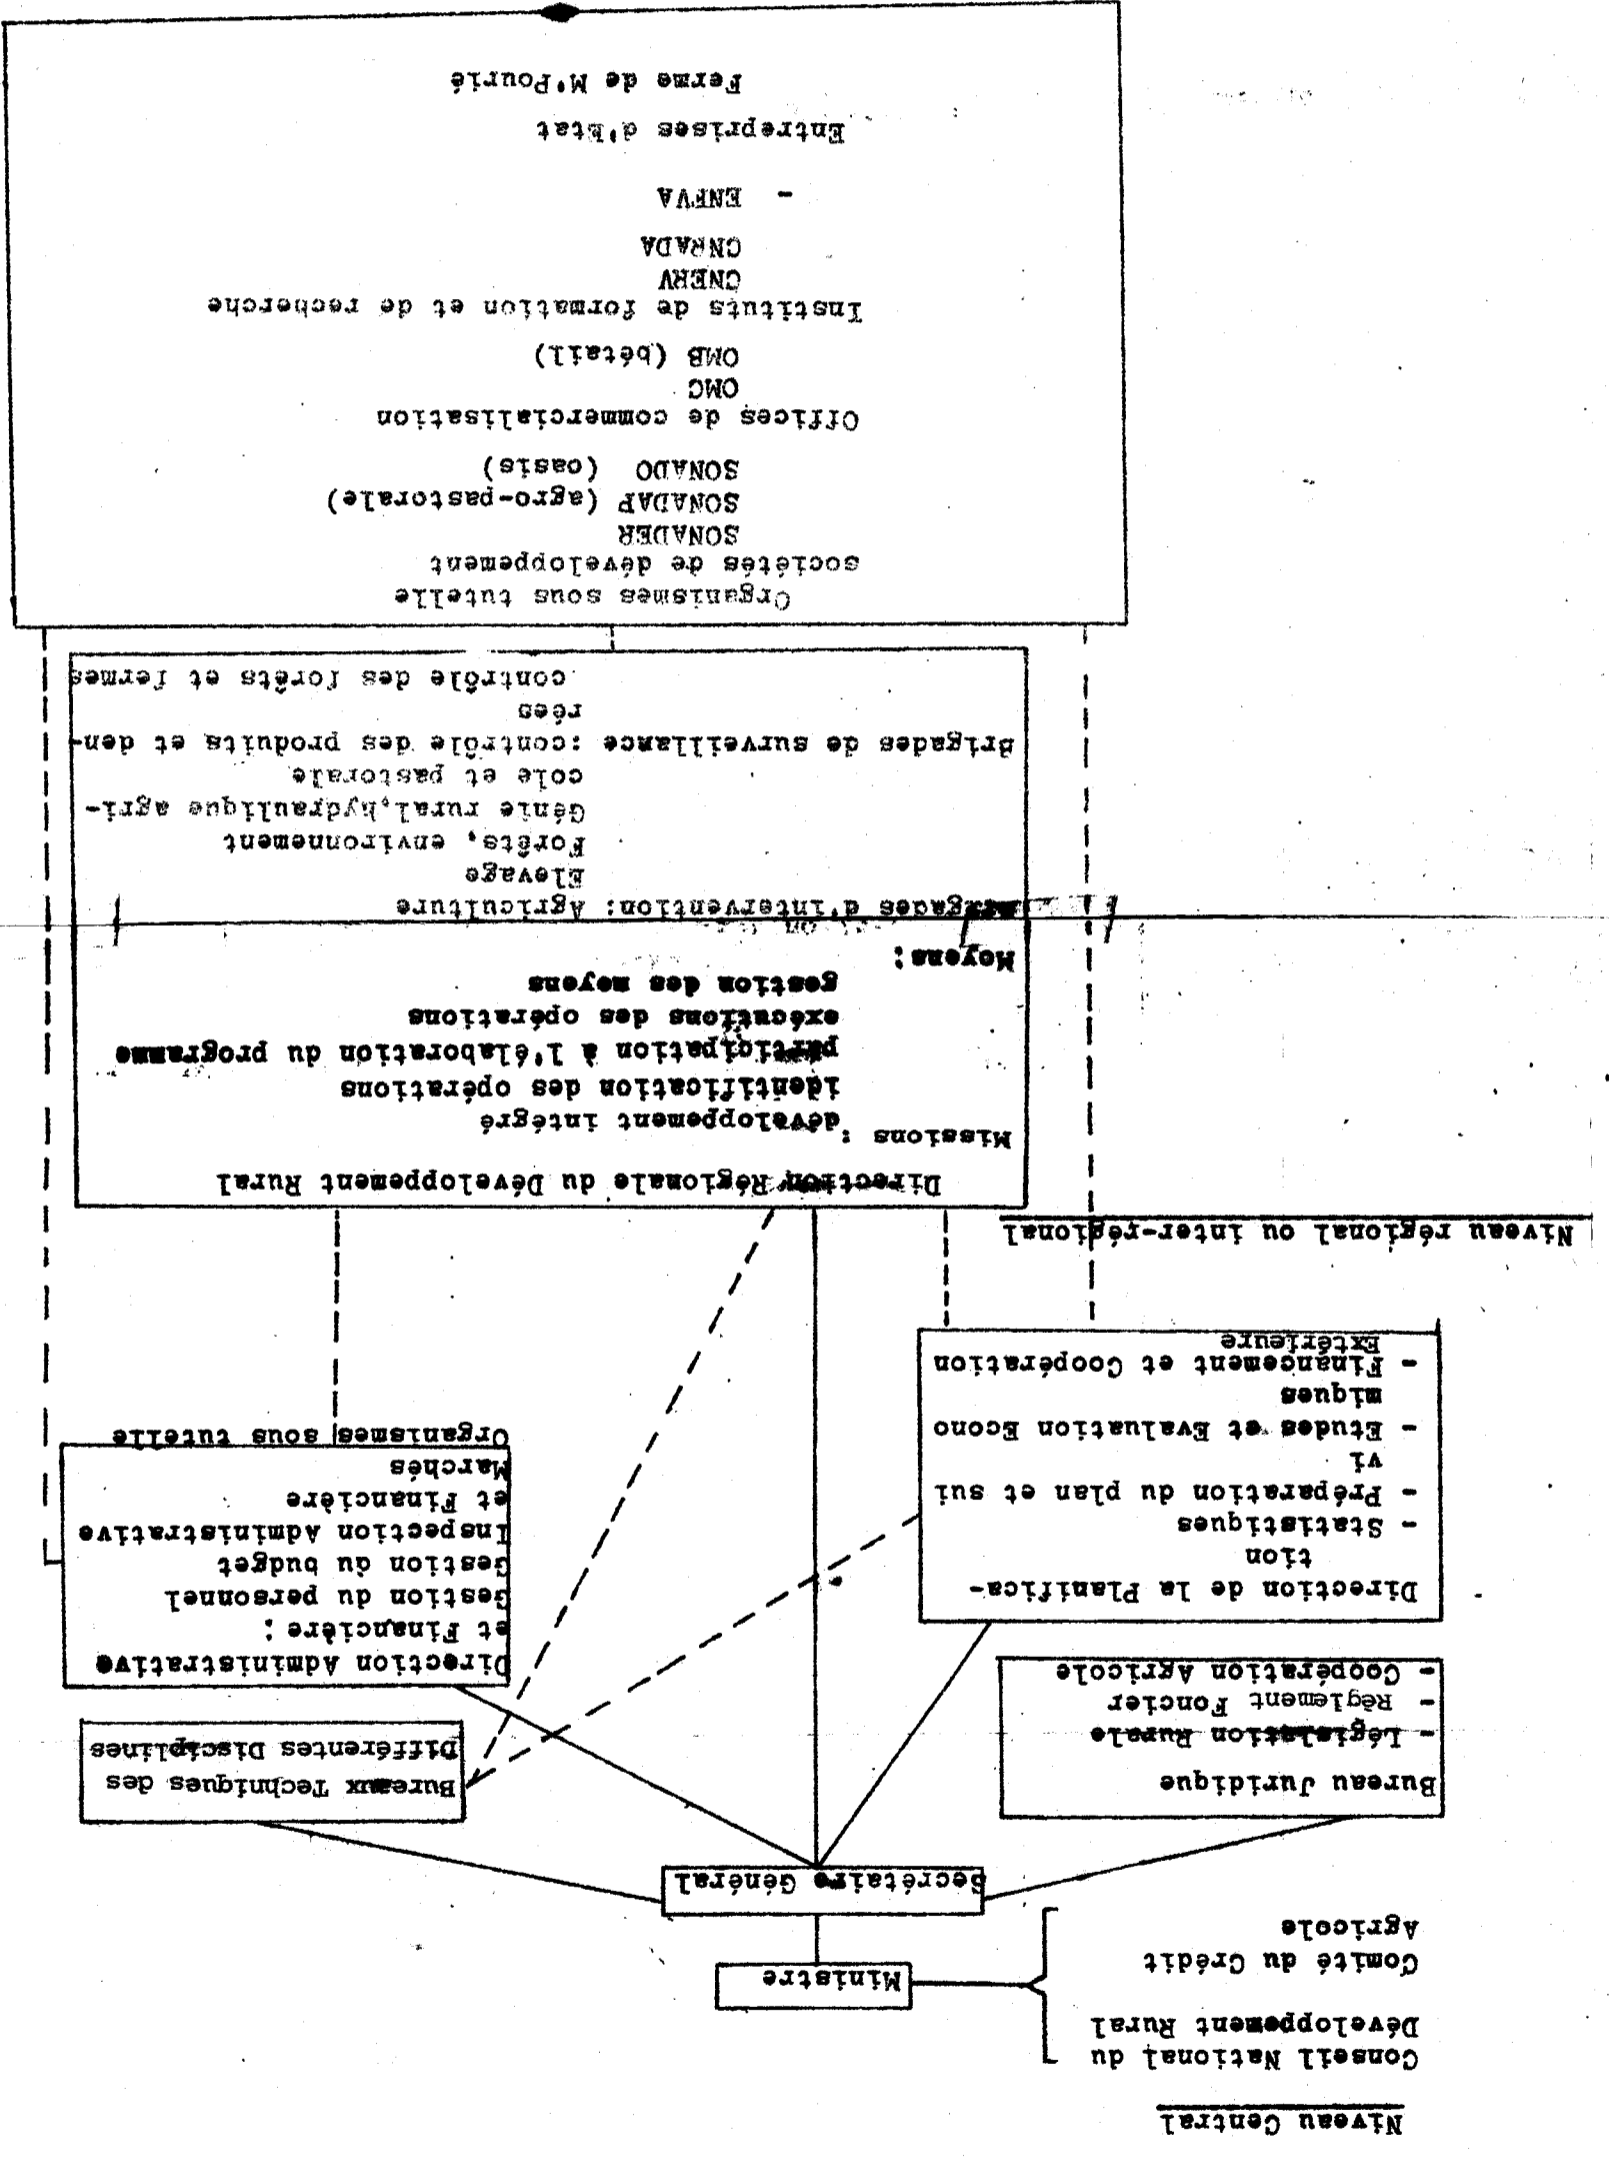 Niveau Central
Conseil National du
Développement Rural
Comité du Crédit
Agricole
Ministre
Secrétaire Général
Bureau Juridique
- Législation Rurale
- Règlement Foncier
- Coopération Agricole
Bureaux Techniques des
Différentes Disciplines
Direction de la Planifica-
tion
- Statistiques
- Préparation du plan et sui
vi
- Etudes et Evaluation Econo
miques
- Financement et Coopération
Extérieure
Direction Administrative
et Financière :
Gestion du personnel
Gestion du budget
Inspection Administrative
et Financière
Marchés
Organismes sous tutelle
Niveau régional ou inter-régional
Direction Régionale du Développement Rural
Missions : développement intégré
identification des opérations
participation à l'élaboration du programme
exécutions des opérations
gestion des moyens
Moyens:
d'intervention: Agriculture
Elevage
Forêts, environnement
Génie rural,hydraulique agri-
cole et pastorale
Brigades de surveillance : contrôle des produits et den-
rées
contrôle des forêts et fermes
Organismes sous tutelle
sociétés de développement
SONADER
SONADAP (agro-pastorale)
SONADO (oasis)
Offices de commercialisation
OMC
OMB (bétail)
Instituts de formation et de recherche
CNERV
CNRADA
- ENFVA
Entreprises d'Etat
Ferme de M'Pourié